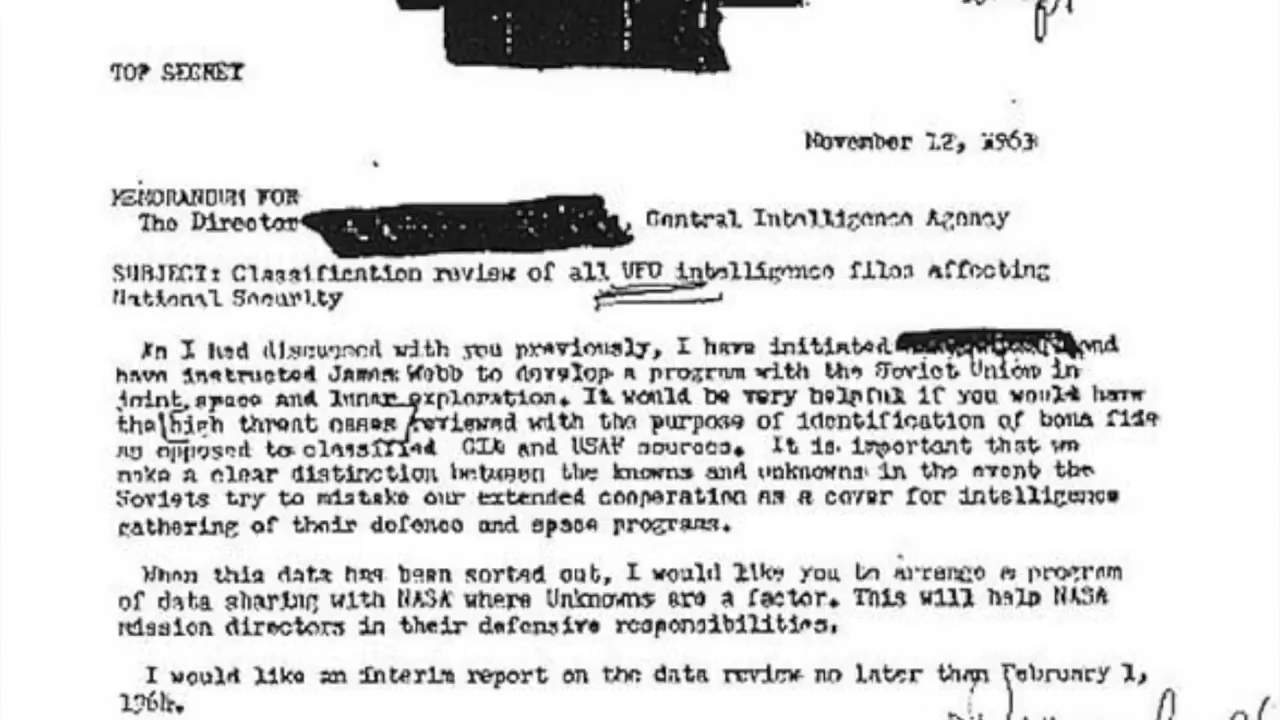 TOP SECRET
November 12, 1963
MEMORANDUM FOR
The Director , Central Intelligence Agency
SUBJECT: Classification review of all UFO intelligence files affecting
National Security
As I had discussed with you previously, I have initiated and
have instructed James Webb to develop a program with the Soviet Union in
joint space and lunar exploration. It would be very helpful if you would have
the high threat cases reviewed with the purpose of identification of bona fide
as opposed to classified CIA and USAF sources. It is important that we
make a clear distinction between the knowns and unknowns in the event the
Soviets try to mistake our extended cooperation as a cover for intelligence
gathering of their defence and space programs.
When this data has been sorted out, I would like you to arrange a program
of data sharing with NASA where Unknowns are a factor. This will help NASA
mission directors in their defensive responsibilities.
I would like an interim report on the data review no later than February 1,
1964.